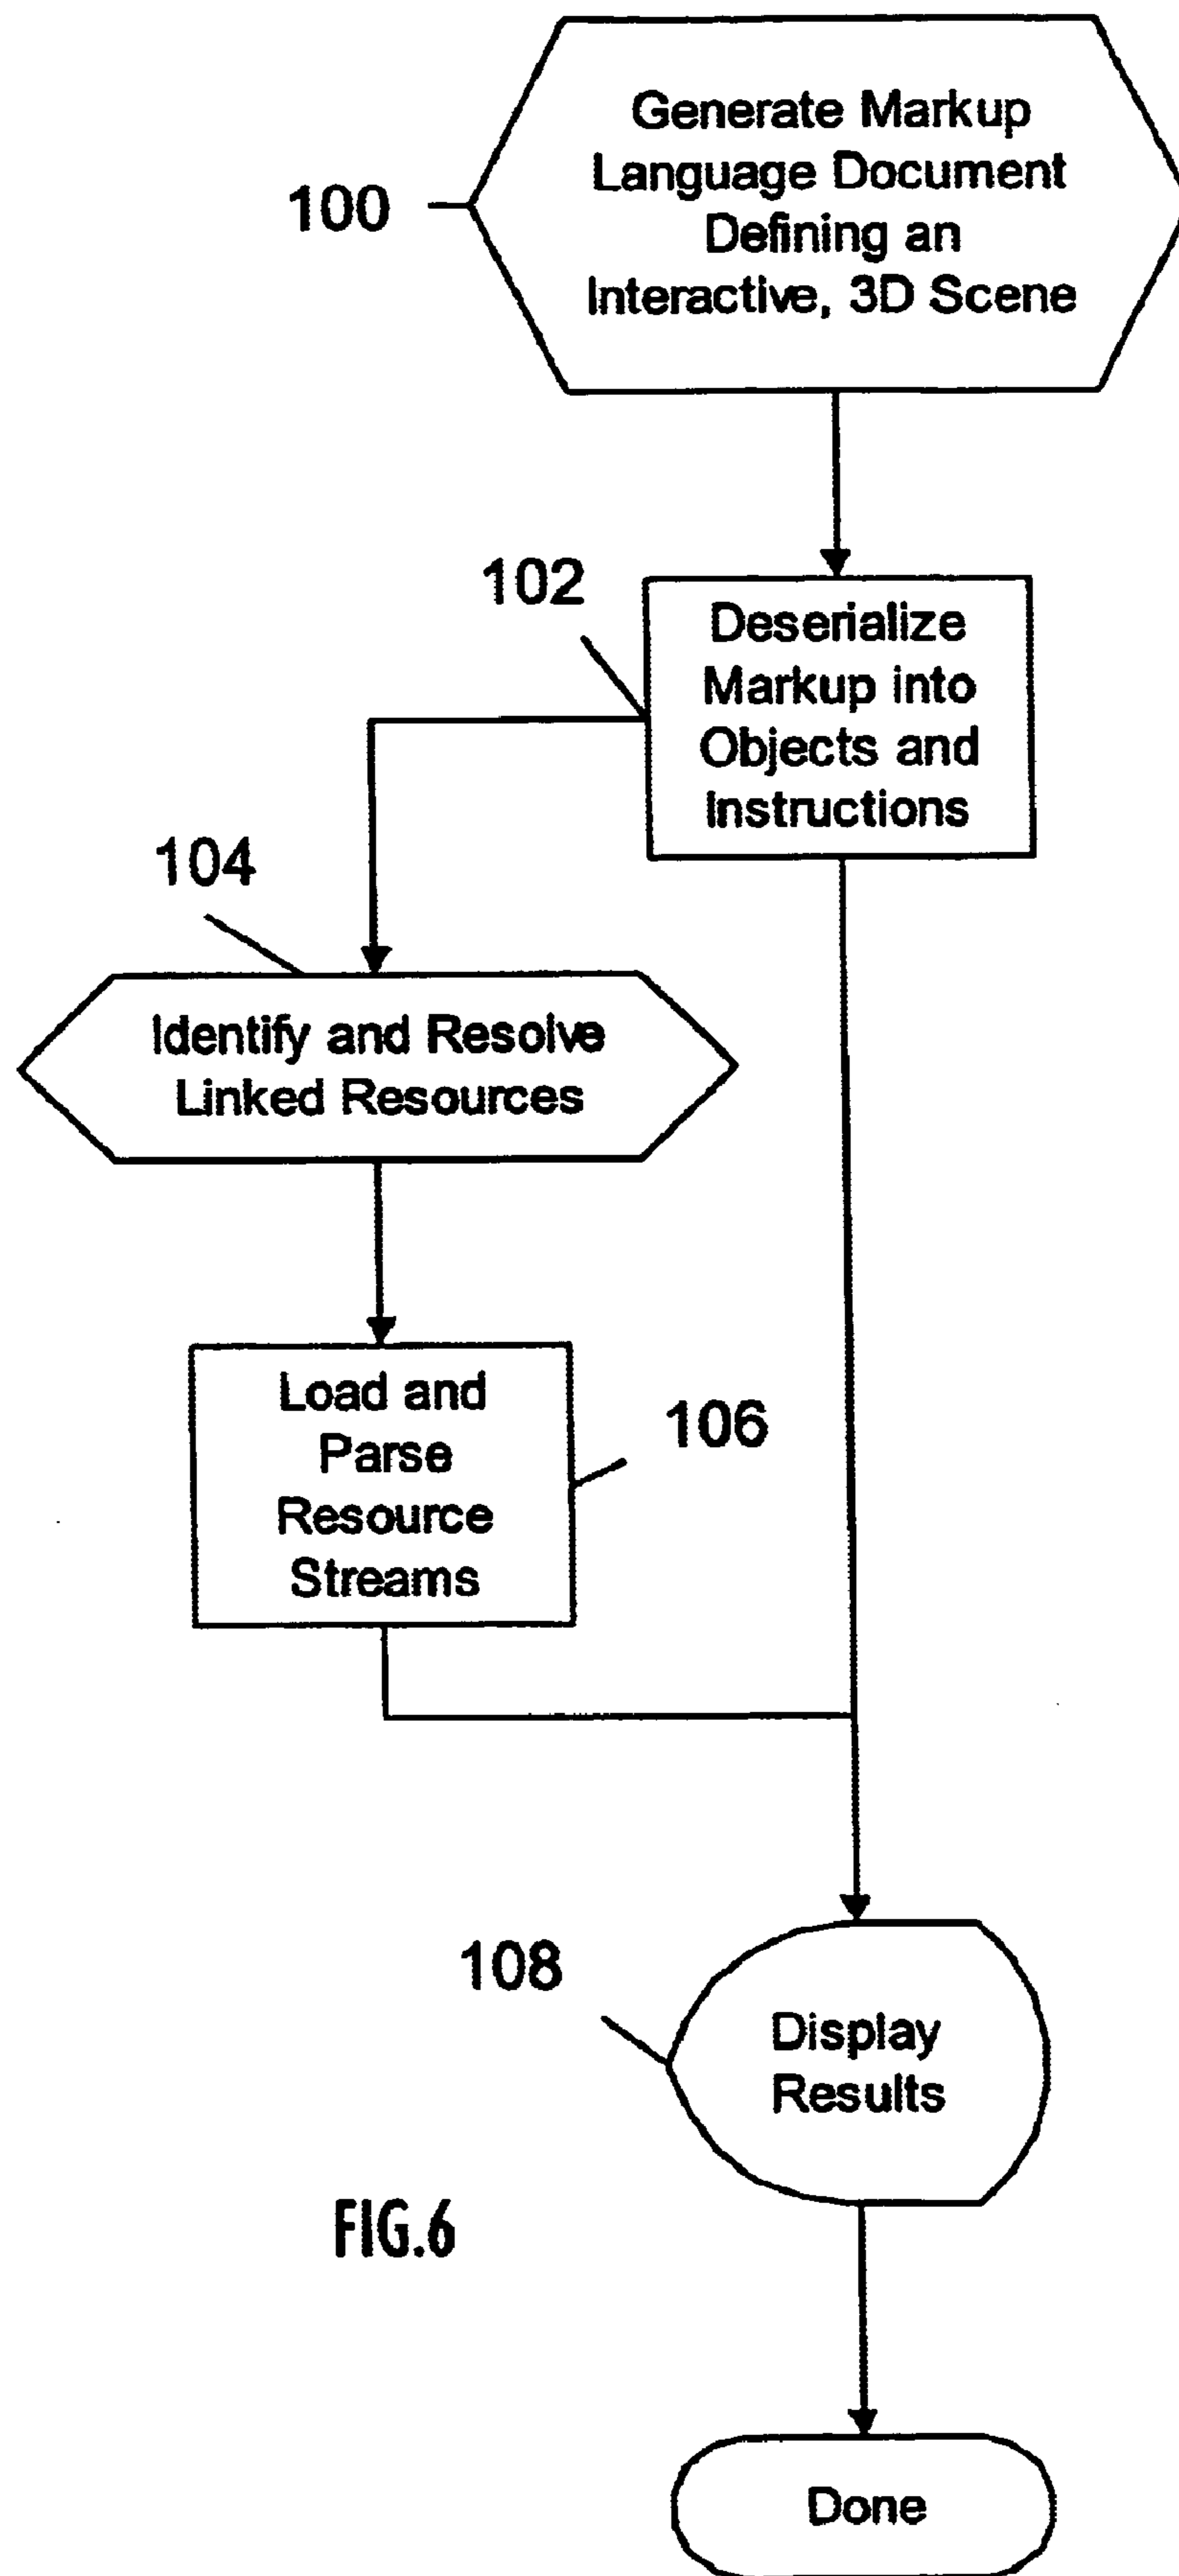 Generate Markup
Language Document
Defining an
Interactive, 3D Scene
100
102
Deserialize
Markup into
Objects and
Instructions
104
Identify and Resolve
Linked Resources
Load and
Parse
Resource
Streams
106
108
Display
Results
FIG.6
Done